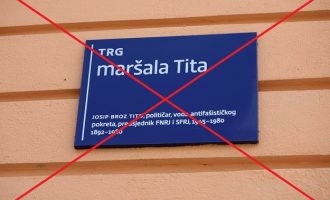 TRG
maršala Tita
JOSIP BROZ TITO, političar, vođa antifašističkog
pokreta, predsjednik FNRJ i SFRJ, 1945–1980
1892–1980